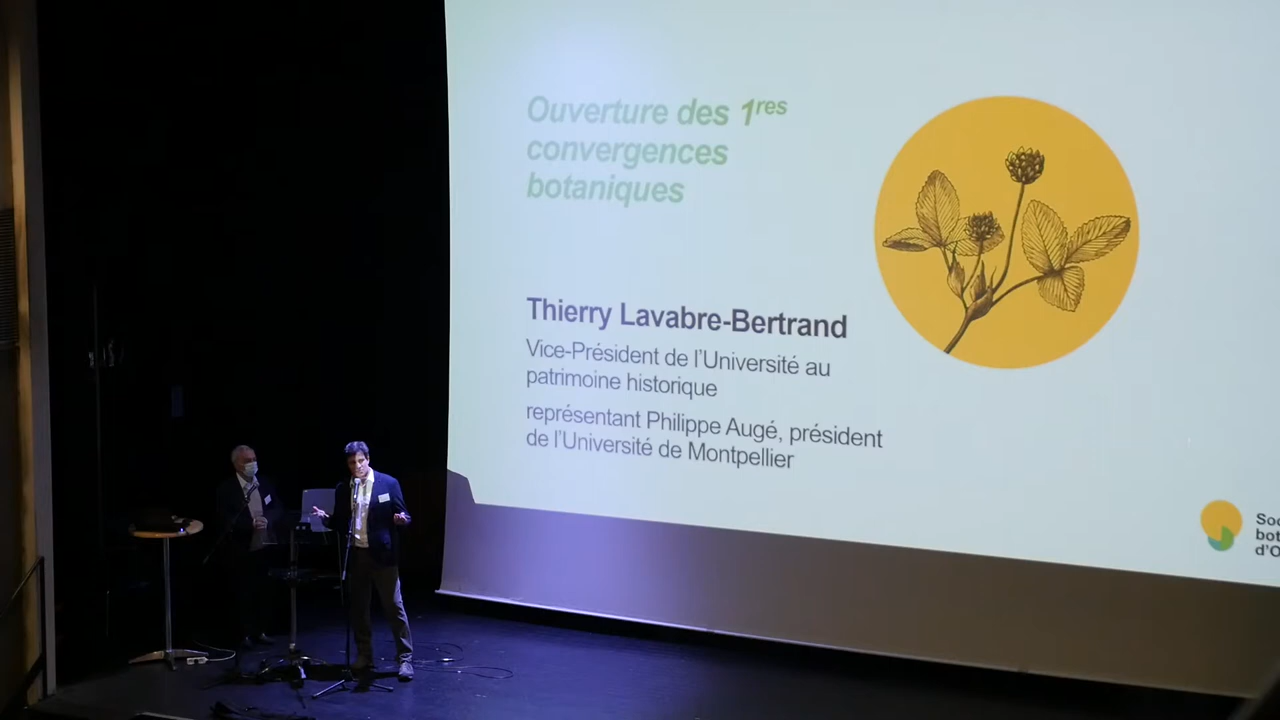 Ouverture des 1res
convergences
botaniques
Thierry Lavabre-Bertrand
Vice-Président de l'Université au
patrimoine historique
représentant Philippe Augé, président
de l'Université de Montpellier